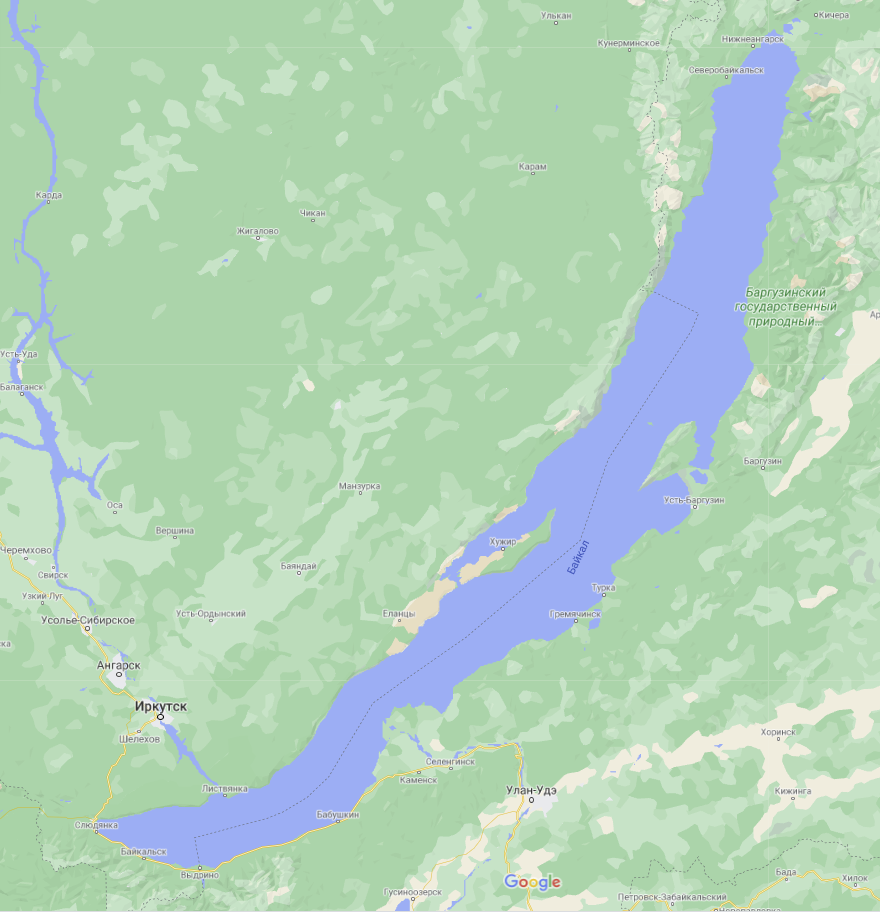 Улькан
Кичера
Кунерминское
Нижнеангарск
Северобайкальск
Карам
Карда
Чикан
Жигалово
Баргузинский
государственный
природный...
Усть-Уда
Балаганск
Баргузин
Манзурка
Усть-Баргузин
Оса
Вершина
Хужир
Черемхово
Байкал
Свирск
Баяндай
Узкий Луг
Турка
Усолье-Сибирское
Усть-Ордынский
Еланцы
Гремячинск
Ангарск
Иркутск
Шелехов
Хоринск
Селенгинск
Каменск
Листвянка
Улан-Удэ
Кижинга
Слюдянка
Бабушкин
Байкальск
Выдрино
Google
Бада
Хилок
Гусиноозерск
Петровск-Забайкальский